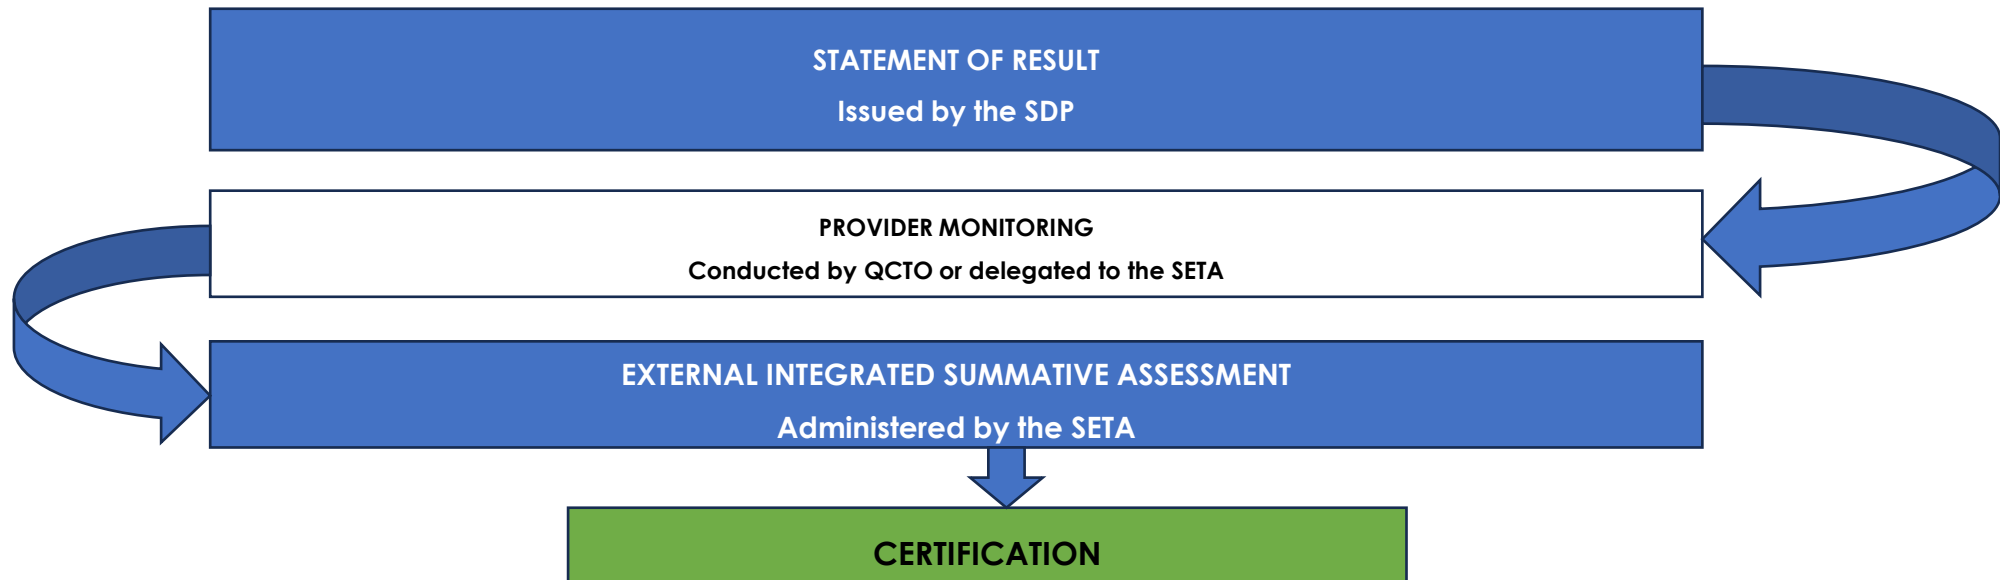 STATEMENT OF RESULT
Issued by the SDP
PROVIDER MONITORING
Conducted by QCTO or delegated to the SETA
EXTERNAL INTEGRATED SUMMATIVE ASSESSMENT
Administered by the SETA
CERTIFICATION